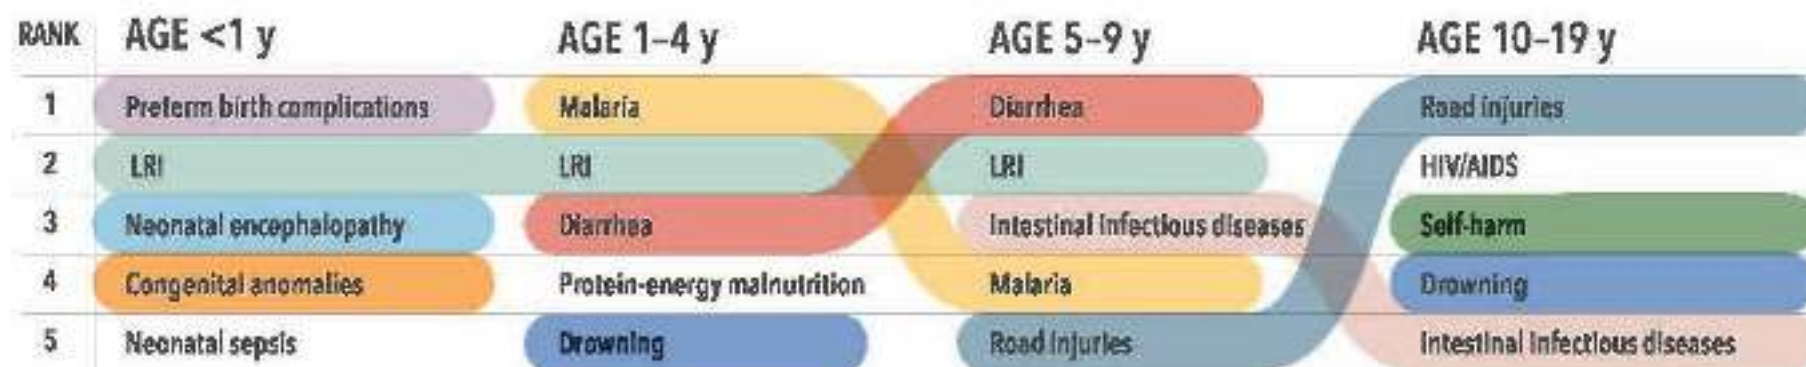 RANK AGE <1 y AGE 1–4 y AGE 5–9 y AGE 10–19 y
1 Preterm birth complications Malaria Diarrhea Road injuries
2 LRI LRI LRI HIV/AIDS
3 Neonatal encephalopathy Diarrhea Intestinal infectious diseases Self-harm
4 Congenital anomalies Protein-energy malnutrition Malaria Drowning
5 Neonatal sepsis Drowning Road injuries Intestinal infectious diseases